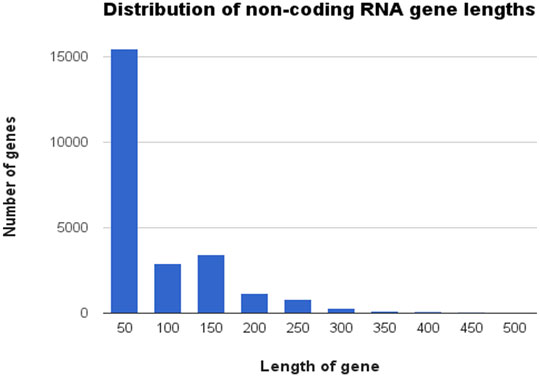 Distribution of non-coding RNA gene lengths
Number of genes
15000
10000
5000
0
50 100 150 200 250 300 350 400 450 500
Length of gene